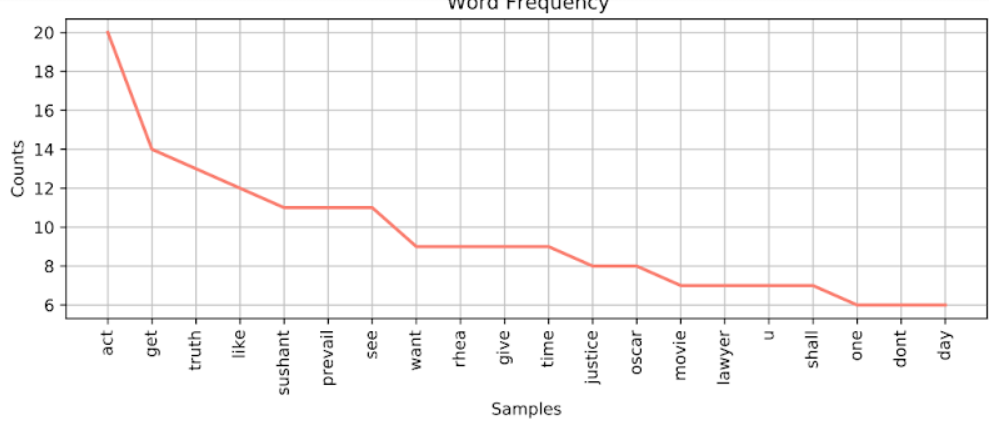 Word Frequency
20
18
16
14
12
10
8
6
Counts
act
get
truth
like
sushant
prevail
see
want
rhea
give
time
justice
oscar
movie
lawyer
u
shall
one
dont
day
Samples